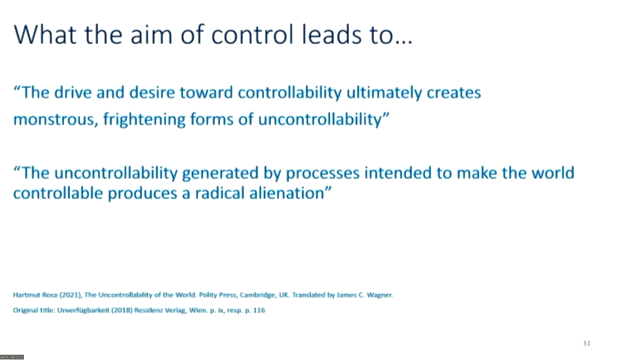 What the aim of control leads to…
“The drive and desire toward controllability ultimately creates
monstrous, frightening forms of uncontrollability”
“The uncontrollability generated by processes intended to make the world
controllable produces a radical alienation”
Hartmut Rosa (2021), The Uncontrollability of the World. Polity Press, Cambridge, UK. Translated by James C. Wagner.
Original title: Unverfügbarkeit (2018) Residenz Verlag, Wien. p. ix, resp. p. 116